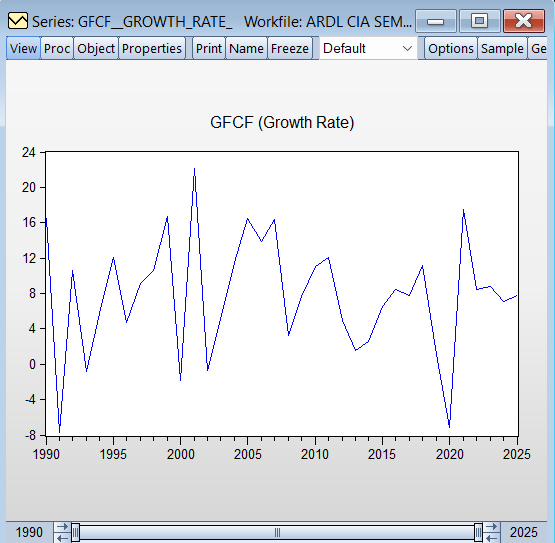 Series: GFCF__GROWTH_RATE_ Workfile: ARDL CIA SEM...
View Proc Object Properties Print Name Freeze Default Options Sample Ge
GFCF (Growth Rate)
24
20
16
12
8
4
0
-4
-8
1990 1995 2000 2005 2010 2015 2020 2025
1990 2025